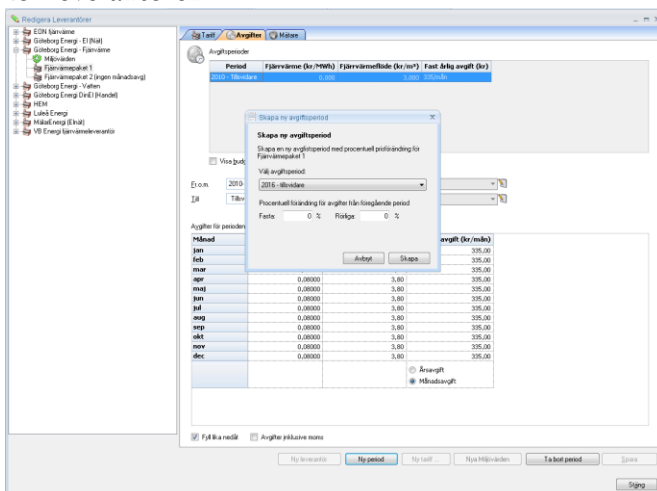 Redigera Leverantörer
EON fjärrvärme
Göteborg Energi - El (Nät)
Göteborg Energi - Fjärrvärme
Miljövärden
Fjärrvärmepaket 1
Fjärrvärmepaket 2 (ingen månadsavg)
Göteborg Energi - Vatten
Göteborg Energi DinEl (Handel)
HEM
Luleå Energi
MälarEnergi (Elnät)
VB Energi fjärrvärmeleverantör
Tariff Avgifter Mätare
Avgiftsperioder
Period Fjärrvärme (kr/MWh) Fjärrvärmeflöde (kr/m³) Fast årlig avgift (kr)
2010 - Tillsvidare 0,000 3,800 335/mån
Skapa ny avgiftsperiod
Skapa ny avgiftsperiod
Skapa en ny avgiftsperiod med procentuell prisförändring för
Fjärrvärmepaket 1
Välj avgiftsperiod:
2016 - tillsvidare
Procentuell förändring för avgifter från föregående period
Fasta: 0 % Rörliga: 0 %
Avbryt Skapa
Fr.o.m. 2010-
Till
Avgifter för perioden
Månad avgift (kr/mån)
jan 335,00
feb 335,00
mar
apr 0,08000 3,80 335,00
maj 0,08000 3,80 335,00
jun 0,08000 3,80 335,00
jul 0,08000 3,80 335,00
aug 0,08000 3,80 335,00
sep 0,08000 3,80 335,00
okt 0,08000 3,80 335,00
nov 0,08000 3,80 335,00
dec 0,08000 3,80 335,00
Årsavgift
Månadsavgift
Fyll lika nedåt Avgifter inklusive moms
Ny leverantör Ny period Ny tariff ... Nya Miljövärden Ta bort period Spara
Stäng